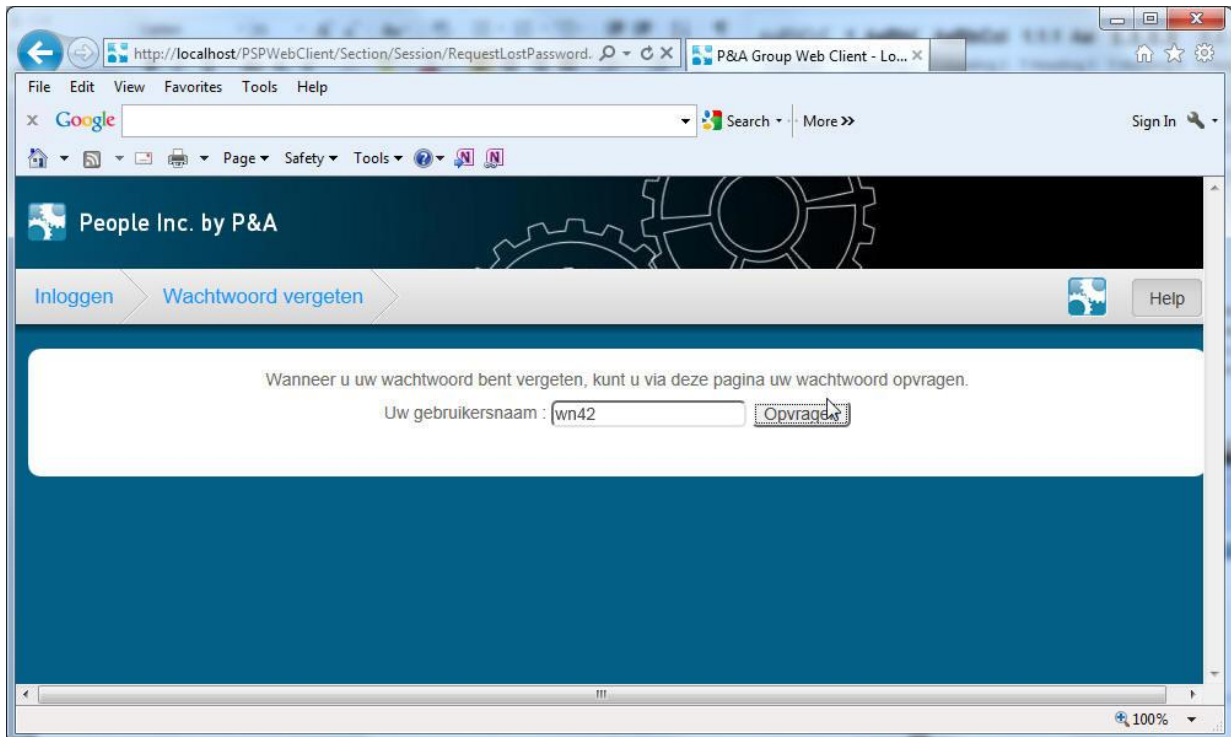 http://localhost/PSPWebClient/Section/Session/RequestLostPassword.
P&A Group Web Client - Lo...
File Edit View Favorites Tools Help
x Google Search More >> Sign In
Page Safety Tools
People Inc. by P&A
Inloggen Wachtwoord vergeten Help
Wanneer u uw wachtwoord bent vergeten, kunt u via deze pagina uw wachtwoord opvragen.
Uw gebruikersnaam : wn42 Opvragen
100%